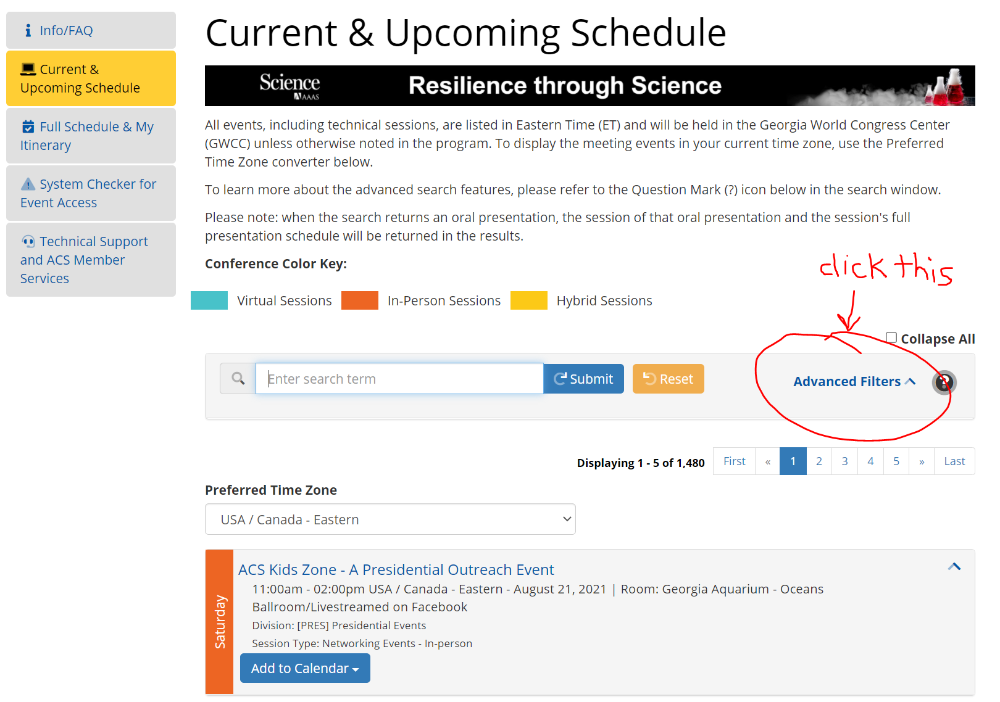 Info/FAQ
Current &
Upcoming Schedule
Full Schedule & My
Itinerary
System Checker for
Event Access
Technical Support
and ACS Member
Services
Current & Upcoming Schedule
Science
AAAS
Resilience through Science
All events, including technical sessions, are listed in Eastern Time (ET) and will be held in the Georgia World Congress Center
(GWCC) unless otherwise noted in the program. To display the meeting events in your current time zone, use the Preferred
Time Zone converter below.
To learn more about the advanced search features, please refer to the Question Mark (?) icon below in the search window.
Please note: when the search returns an oral presentation, the session of that oral presentation and the session's full
presentation schedule will be returned in the results.
Conference Color Key:
click this
Virtual Sessions In-Person Sessions Hybrid Sessions
Collapse All
Enter search term Submit Reset Advanced Filters ?
Displaying 1 - 5 of 1,480 First « 1 2 3 4 5 » Last
Preferred Time Zone
USA / Canada - Eastern
Saturday
ACS Kids Zone - A Presidential Outreach Event
11:00am - 02:00pm USA / Canada - Eastern - August 21, 2021 | Room: Georgia Aquarium - Oceans
Ballroom/Livestreamed on Facebook
Division: [PRES] Presidential Events
Session Type: Networking Events - In-person
Add to Calendar